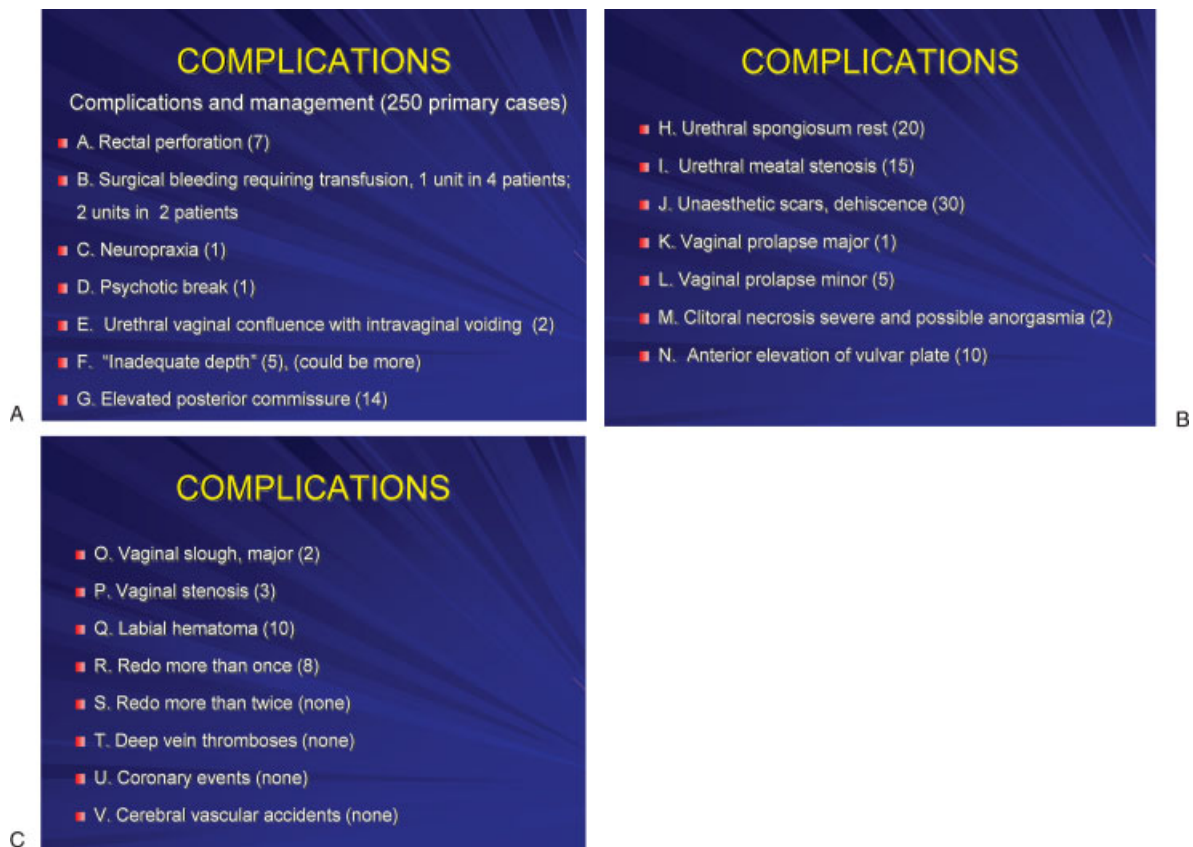 COMPLICATIONS
Complications and management (250 primary cases)
A. Rectal perforation (7)
B. Surgical bleeding requiring transfusion, 1 unit in 4 patients;
2 units in 2 patients
C. Neuropraxia (1)
D. Psychotic break (1)
E. Urethral vaginal confluence with intravaginal voiding (2)
F. "Inadequate depth" (5), (could be more)
G. Elevated posterior commissure (14)
A
COMPLICATIONS
H. Urethral spongiosum rest (20)
I. Urethral meatal stenosis (15)
J. Unaesthetic scars, dehiscence (30)
K. Vaginal prolapse major (1)
L. Vaginal prolapse minor (5)
M. Clitoral necrosis severe and possible anorgasmia (2)
N. Anterior elevation of vulvar plate (10)
B
COMPLICATIONS
O. Vaginal slough, major (2)
P. Vaginal stenosis (3)
Q. Labial hematoma (10)
R. Redo more than once (8)
S. Redo more than twice (none)
T. Deep vein thromboses (none)
U. Coronary events (none)
V. Cerebral vascular accidents (none)
C